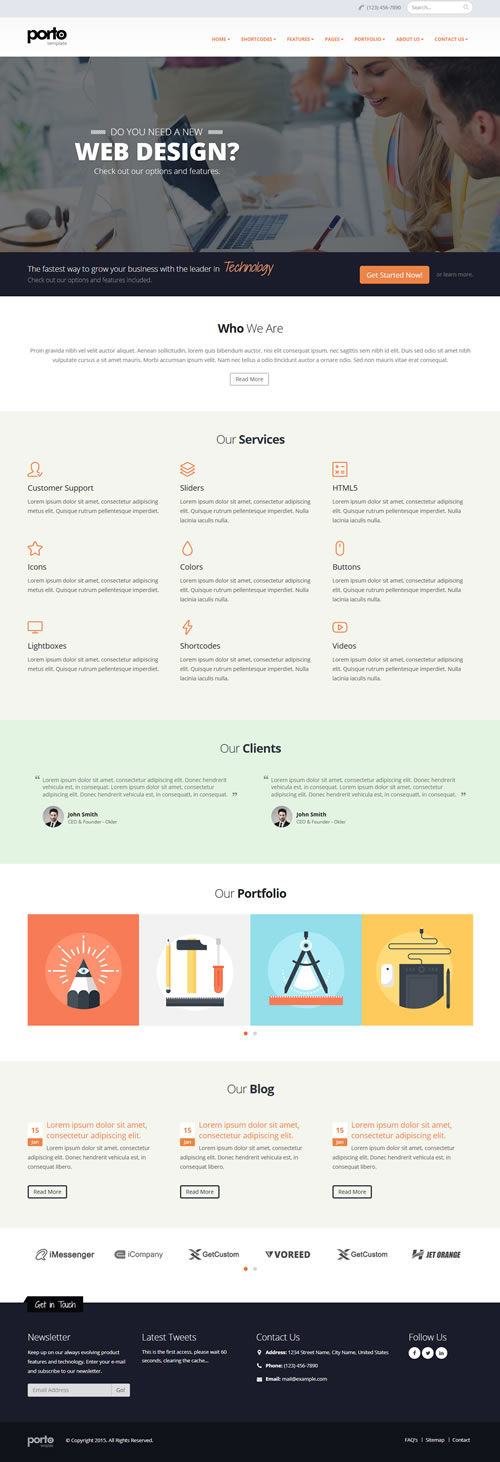 (123) 456-7890
Search...
porto
template
HOME SHORTCODES FEATURES PAGES PORTFOLIO ABOUT US CONTACT US
DO YOU NEED A NEW
WEB DESIGN?
Check out our options and features.
The fastest way to grow your business with the leader in Technology
Check out our options and features included.
Get Started Now!
or learn more.
Who We Are
Proin gravida nibh vel velit auctor aliquet. Aenean sollicitudin, lorem quis bibendum auctor, nisi elit consequat ipsum, nec sagittis sem nibh id elit. Duis sed odio sit amet nibh
vulputate cursus a sit amet mauris. Morbi accumsan ipsum velit. Nam nec tellus a odio tincidunt auctor a ornare odio. Sed non mauris vitae erat consequat.
Read More
Our Services
Customer Support
Lorem ipsum dolor sit amet, consectetur adipiscing
metus elit. Quisque rutrum pellentesque imperdiet.
Sliders
Lorem ipsum dolor sit amet, consectetur adipiscing
elit. Quisque rutrum pellentesque imperdiet. Nulla
lacinia iaculis nulla.
HTML5
Lorem ipsum dolor sit amet, consectetur adipiscing
elit. Quisque rutrum pellentesque imperdiet. Nulla
lacinia iaculis nulla.
Icons
Lorem ipsum dolor sit amet, consectetur adipiscing
metus elit. Quisque rutrum pellentesque imperdiet.
Colors
Lorem ipsum dolor sit amet, consectetur adipiscing
elit. Quisque rutrum pellentesque imperdiet. Nulla
lacinia iaculis nulla.
Buttons
Lorem ipsum dolor sit amet, consectetur adipiscing
elit. Quisque rutrum pellentesque imperdiet. Nulla
lacinia iaculis nulla.
Lightboxes
Lorem ipsum dolor sit amet, consectetur adipiscing
metus elit. Quisque rutrum pellentesque imperdiet.
Shortcodes
Lorem ipsum dolor sit amet, consectetur adipiscing
elit. Quisque rutrum pellentesque imperdiet. Nulla
lacinia iaculis nulla.
Videos
Lorem ipsum dolor sit amet, consectetur adipiscing
elit. Quisque rutrum pellentesque imperdiet. Nulla
lacinia iaculis nulla.
Our Clients
“ Lorem ipsum dolor sit amet, consectetur adipiscing elit. Donec hendrerit
vehicula est, in consequat. Lorem ipsum dolor sit amet, consectetur
adipiscing elit. Donec hendrerit vehicula est, in consequatt, in consequat. ”
John Smith
CEO & Founder - Okler
“ Lorem ipsum dolor sit amet, consectetur adipiscing elit. Donec hendrerit
vehicula est, in consequat. Lorem ipsum dolor sit amet, consectetur
adipiscing elit. Donec hendrerit vehicula est, in consequatt, in consequat. ”
John Smith
CEO & Founder - Okler
Our Portfolio
Our Blog
15
Jan
Lorem ipsum dolor sit amet,
consectetur adipiscing elit.
Lorem ipsum dolor sit amet, consectetur
adipiscing elit. Donec hendrerit vehicula est, in
consequat libero.
Read More
15
Jan
Lorem ipsum dolor sit amet,
consectetur adipiscing elit.
Lorem ipsum dolor sit amet, consectetur
adipiscing elit. Donec hendrerit vehicula est, in
consequat libero.
Read More
15
Jan
Lorem ipsum dolor sit amet,
consectetur adipiscing elit.
Lorem ipsum dolor sit amet, consectetur
adipiscing elit. Donec hendrerit vehicula est, in
consequat libero.
Read More
iMessenger iCompany GetCustom VOREED GetCustom JET ORANGE
Get in Touch
Newsletter
Keep up on our always evolving product
features and technology. Enter your e-mail
and subscribe to our newsletter.
Email Address
Go!
Latest Tweets
This is the first access, please wait 60
seconds, clearing the cache...
Contact Us
Address: 1234 Street Name, City Name, United States
Phone: (123) 456-7890
Email: mail@example.com
Follow Us
porto
template
© Copyright 2015. All Rights Reserved.
FAQ's | Sitemap | Contact